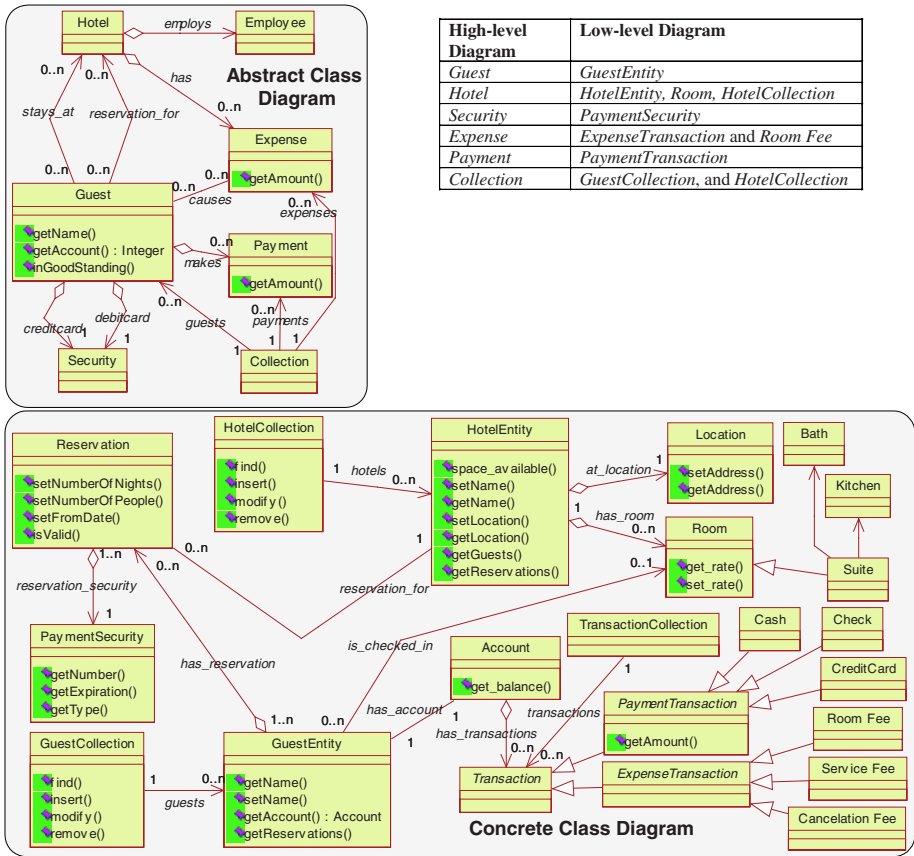 Hotel
employs
Employee
has
0..n
0..n
Abstract Class
Diagram
stays_at
reservation_for
0..n
Expense
getAmount()
0..n
0..n
0..n
0..n
causes
0..n
expenses
Guest
getName()
getAccount() : Integer
inGoodStanding()
makes
0..n
Payment
getAmount()
0..n
0..n
creditcard
debitcard
guests
payments
1
1
1
1
1
Security
Collection
High-level Diagram
Low-level Diagram
Guest
GuestEntity
Hotel
HotelEntity, Room, HotelCollection
Security
PaymentSecurity
Expense
ExpenseTransaction and Room Fee
Payment
PaymentTransaction
Collection
GuestCollection, and HotelCollection
Reservation
setNumberOfNights()
setNumberOfPeople()
setFromDate()
isValid()
HotelCollection
find()
insert()
modify()
remove()
1
hotels
0..n
HotelEntity
space_available()
setName()
getName()
setLocation()
getLocation()
getGuests()
getReservations()
at_location
1
Location
setAddress()
getAddress()
Bath
Kitchen
1
has_room
0..n
Room
get_rate()
set_rate()
Suite
1..n
0..n
0..n
1
0..1
reservation_security
1
reservation_for
PaymentSecurity
getNumber()
getExpiration()
getType()
has_reservation
is_checked_in
Account
get_balance()
TransactionCollection
1
Cash
Check
CreditCard
1..n
0..n
has_account
1
1
has_transactions
0..n
transactions
0..n
PaymentTransaction
getAmount()
Room Fee
GuestCollection
find()
insert()
modify()
remove()
1
0..n
guests
GuestEntity
getName()
setName()
getAccount() : Account
getReservations()
Transaction
ExpenseTransaction
Service Fee
Cancelation Fee
Concrete Class Diagram